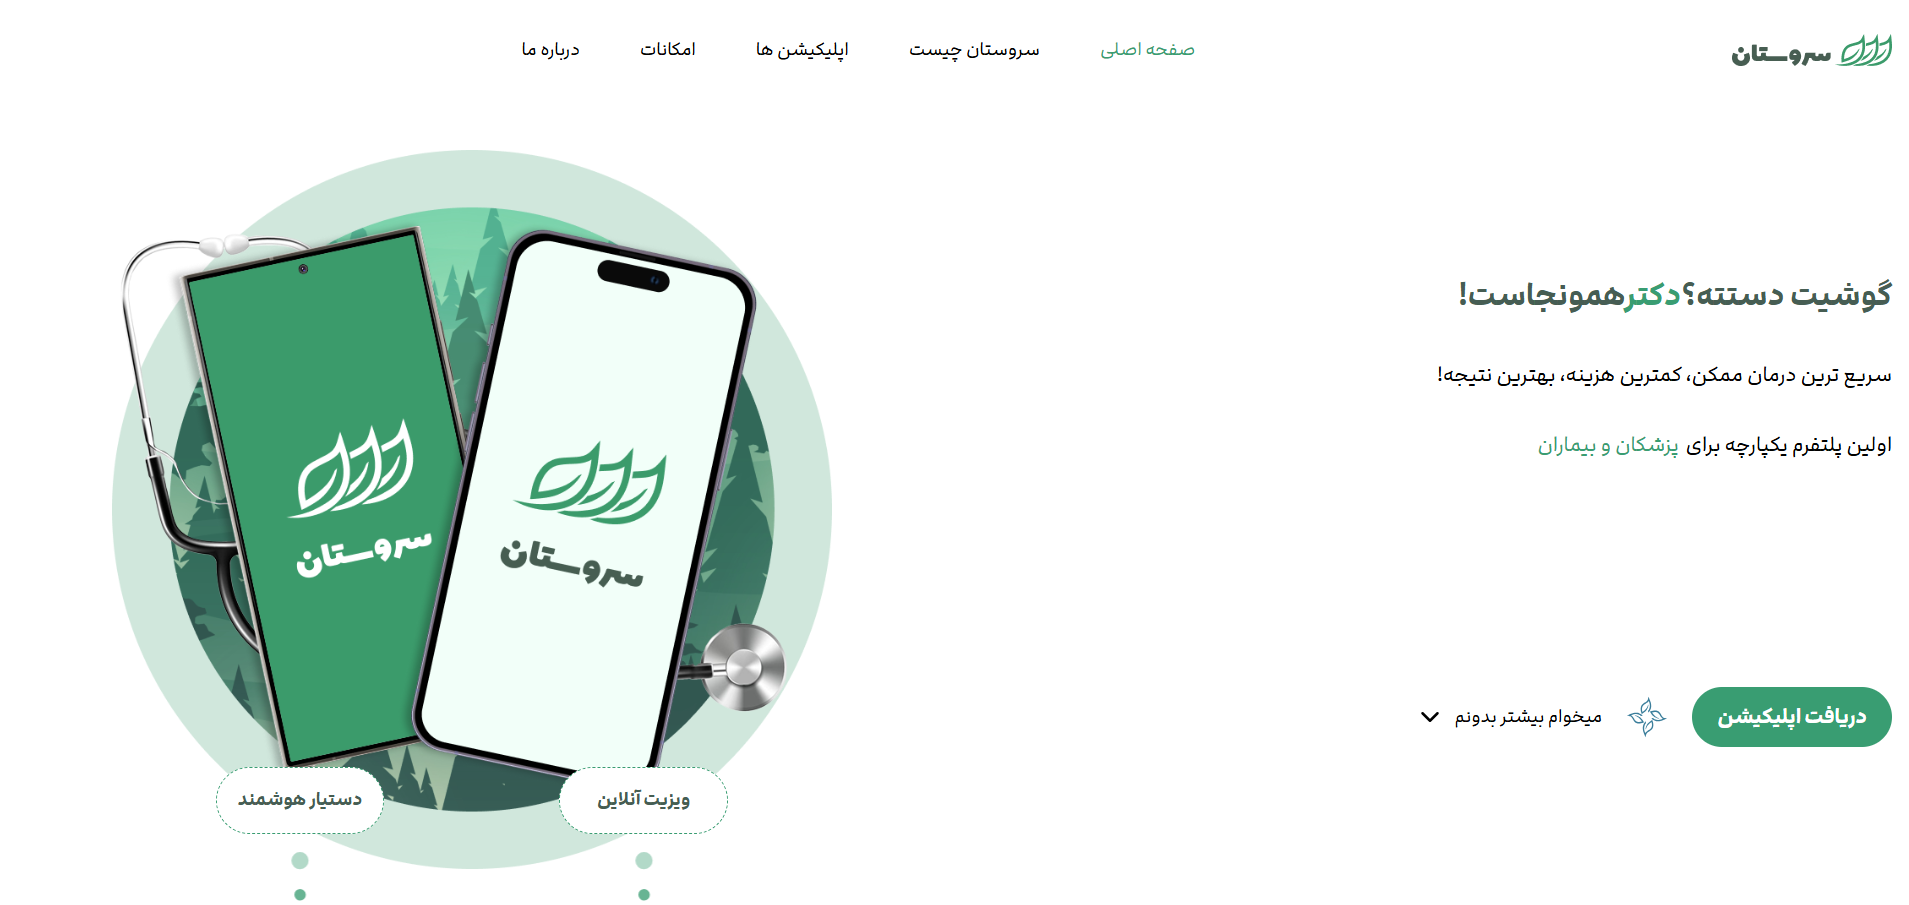 سروستان
صفحه اصلی
سروستان چیست
اپلیکیشن ها
امکانات
درباره ما
گوشیت دستته؟دکترهمونجاست!
سریع ترین درمان ممکن، کمترین هزینه، بهترین نتیجه!
اولین پلتفرم یکپارچه برای پزشکان و بیماران
دریافت اپلیکیشن
میخوام بیشتر بدونم
سروستان
سروستان
ویزیت آنلاین
دستیار هوشمند